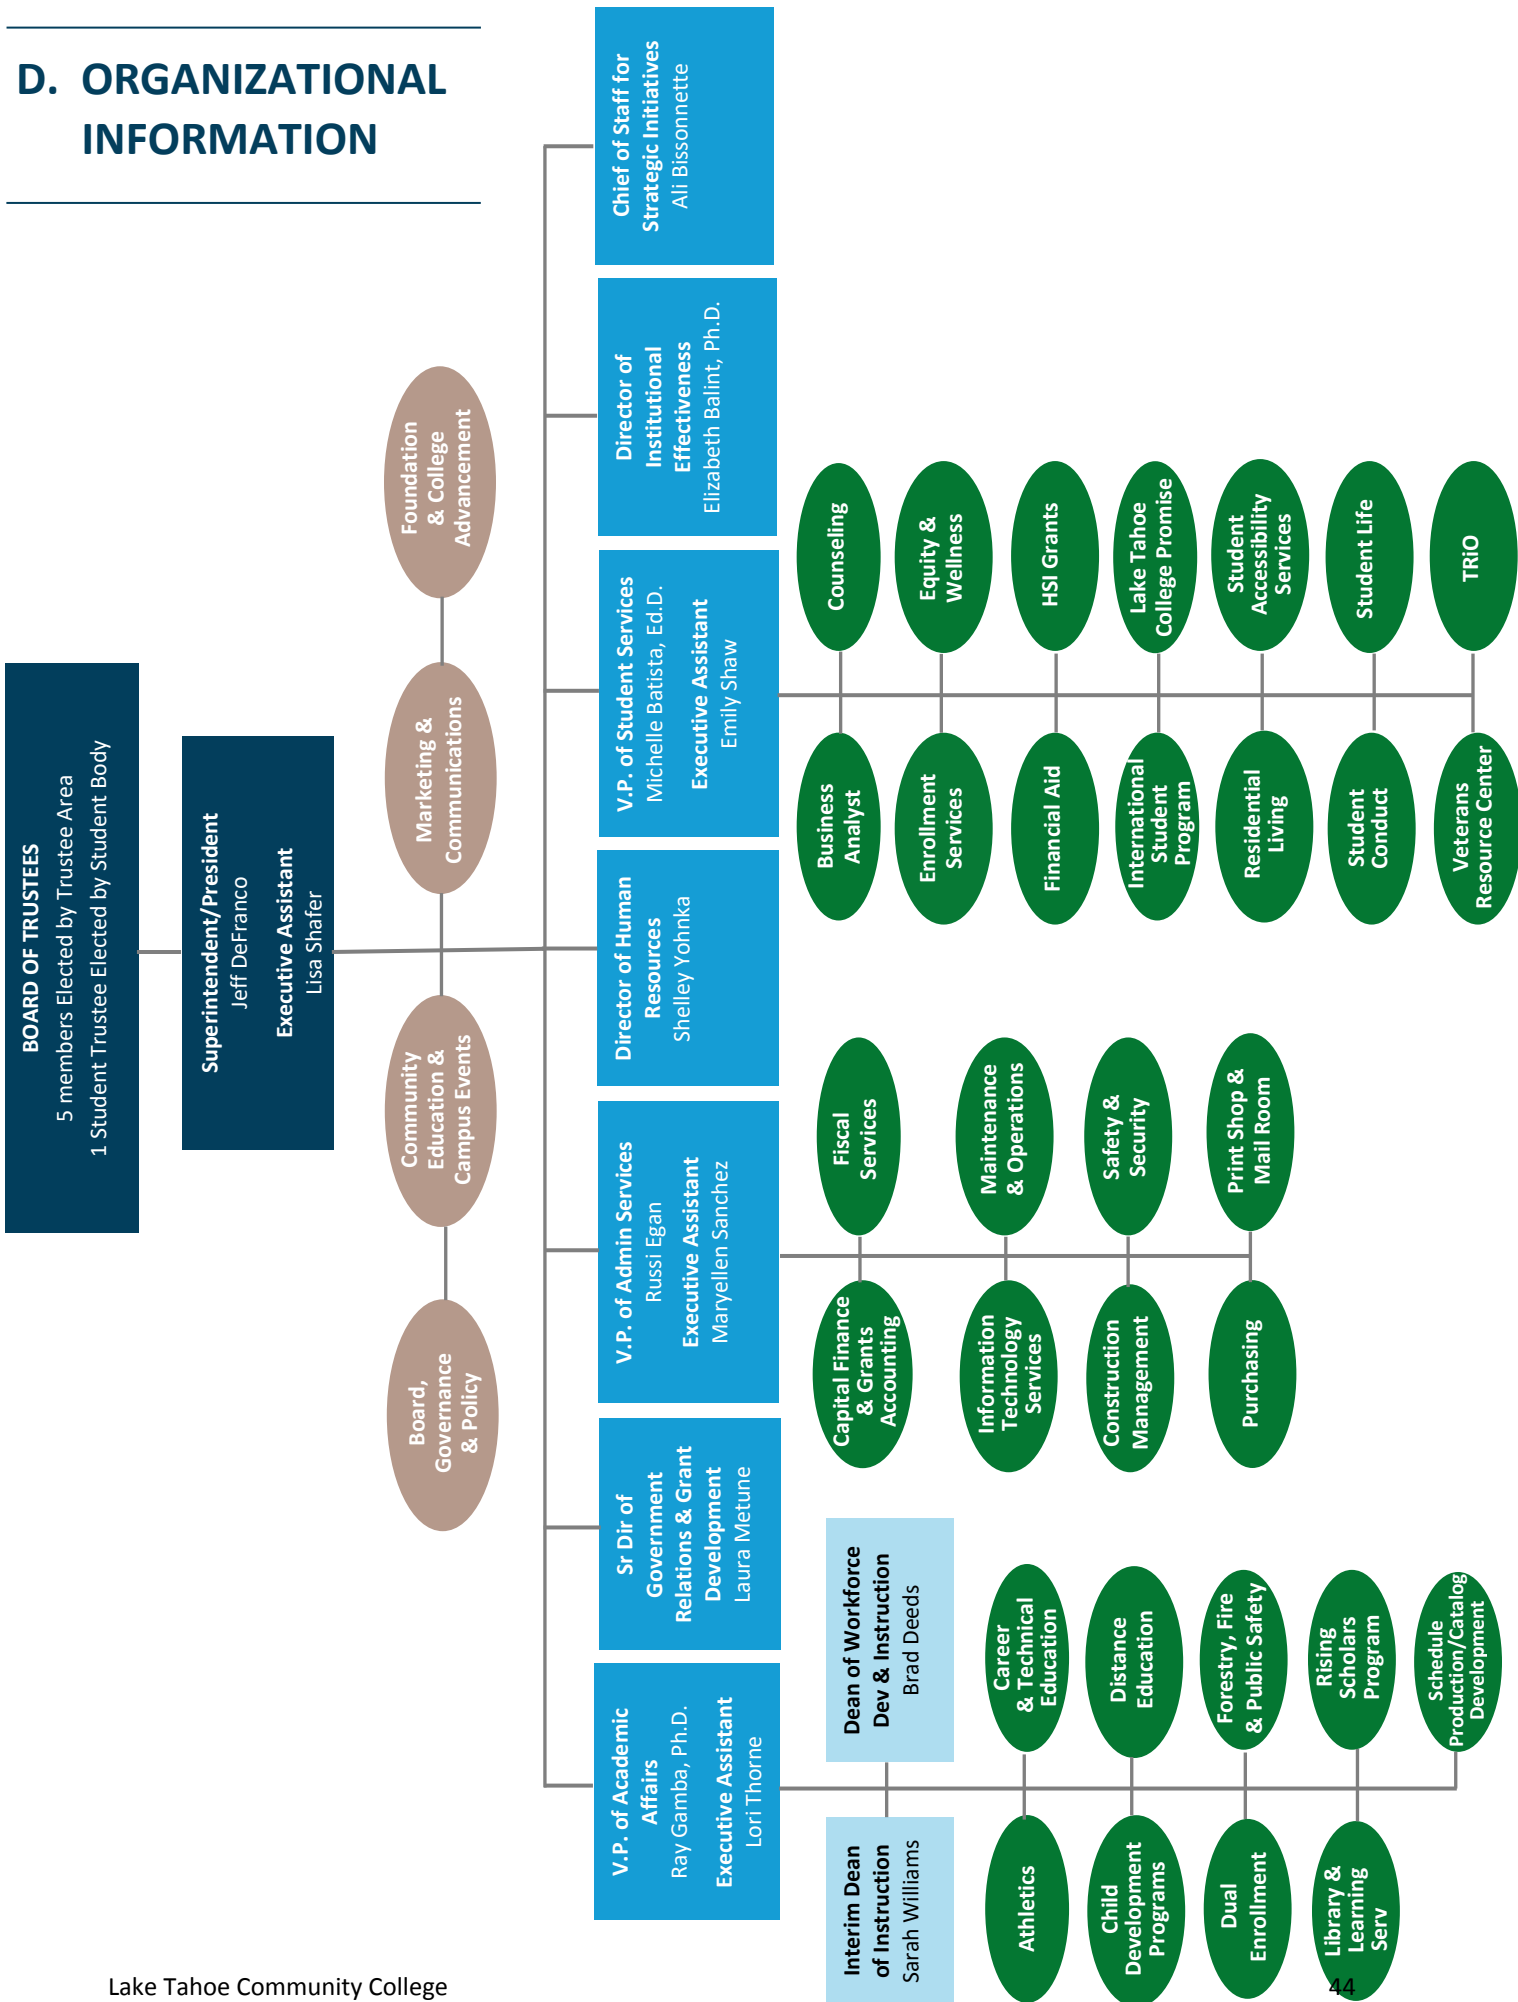 D. ORGANIZATIONAL
INFORMATION
BOARD OF TRUSTEES
5 members Elected by Trustee Area
1 Student Trustee Elected by Student Body
Superintendent/President
Jeff DeFranco
Executive Assistant
Lisa Shafer
Board,
Governance
& Policy
Community
Education &
Campus Events
Marketing &
Communications
Foundation
& College
Advancement
V.P. of Academic
Affairs
Ray Gamba, Ph.D.
Executive Assistant
Lori Thorne
Sr Dir of
Government
Relations & Grant
Development
Laura Metune
V.P. of Admin Services
Russi Egan
Executive Assistant
Maryellen Sanchez
Director of Human
Resources
Shelley Yohnka
V.P. of Student Services
Michelle Batista, Ed.D.
Executive Assistant
Emily Shaw
Director of
Institutional
Effectiveness
Elizabeth Balint, Ph.D.
Chief of Staff for
Strategic Initiatives
Ali Bissonnette
Interim Dean
of Instruction
Sarah Williams
Dean of Workforce
Dev & Instruction
Brad Deeds
Athletics
Career
& Technical
Education
Child
Development
Programs
Distance
Education
Dual
Enrollment
Forestry, Fire
& Public Safety
Library &
Learning
Serv
Rising
Scholars
Program
Schedule
Production/Catalog
Development
Capital Finance
& Grants
Accounting
Fiscal
Services
Information
Technology
Services
Maintenance
& Operations
Construction
Management
Safety &
Security
Purchasing
Print Shop &
Mail Room
Business
Analyst
Counseling
Enrollment
Services
Equity &
Wellness
Financial Aid
HSI Grants
International
Student
Program
Lake Tahoe
College Promise
Residential
Living
Student
Accessibility
Services
Student
Conduct
Student Life
Veterans
Resource Center
TRiO
Lake Tahoe Community College
44